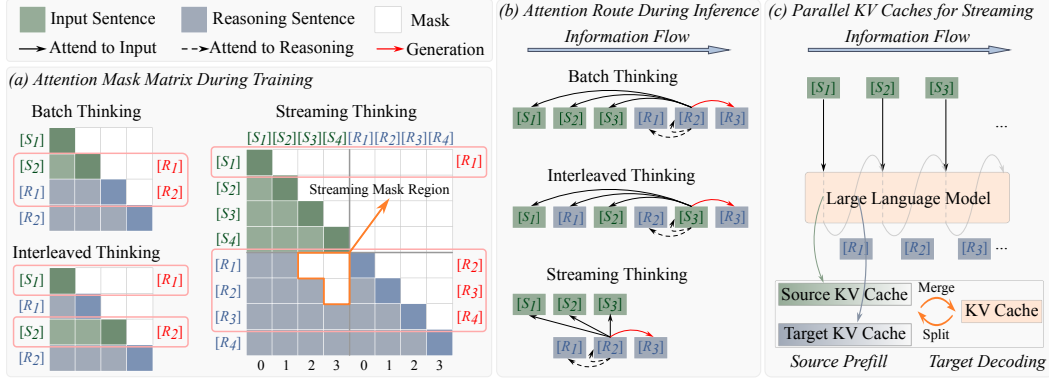 Input Sentence
Reasoning Sentence
Mask
Attend to Input
Attend to Reasoning
Generation
(a) Attention Mask Matrix During Training
Batch Thinking
[S1]
[S2] [R1]
[R1] [R2]
[R2]
Interleaved Thinking
[S1] [R1]
[R1]
[S2] [R2]
[R2]
Streaming Thinking
[S1] [S2] [S3] [S4] [R1] [R2] [R3] [R4]
[S1] [R1]
[S2]
Streaming Mask Region
[S3]
[S4]
[R1] [R2]
[R2] [R3]
[R3] [R4]
[R4]
0 1 2 3 0 1 2 3
(b) Attention Route During Inference
Information Flow
Batch Thinking
[S1] [S2] [S3] [R1] [R2] [R3]
Interleaved Thinking
[S1] [R1] [S2] [R2] [S3] [R3]
Streaming Thinking
[S1] [S2] [S3]
[R1] [R2] [R3]
(c) Parallel KV Caches for Streaming
Information Flow
[S1] [S2] [S3]
...
Large Language Model
[R1] [R2] [R3] ...
Source KV Cache
Target KV Cache
Merge
Split
KV Cache
Source Prefill
Target Decoding